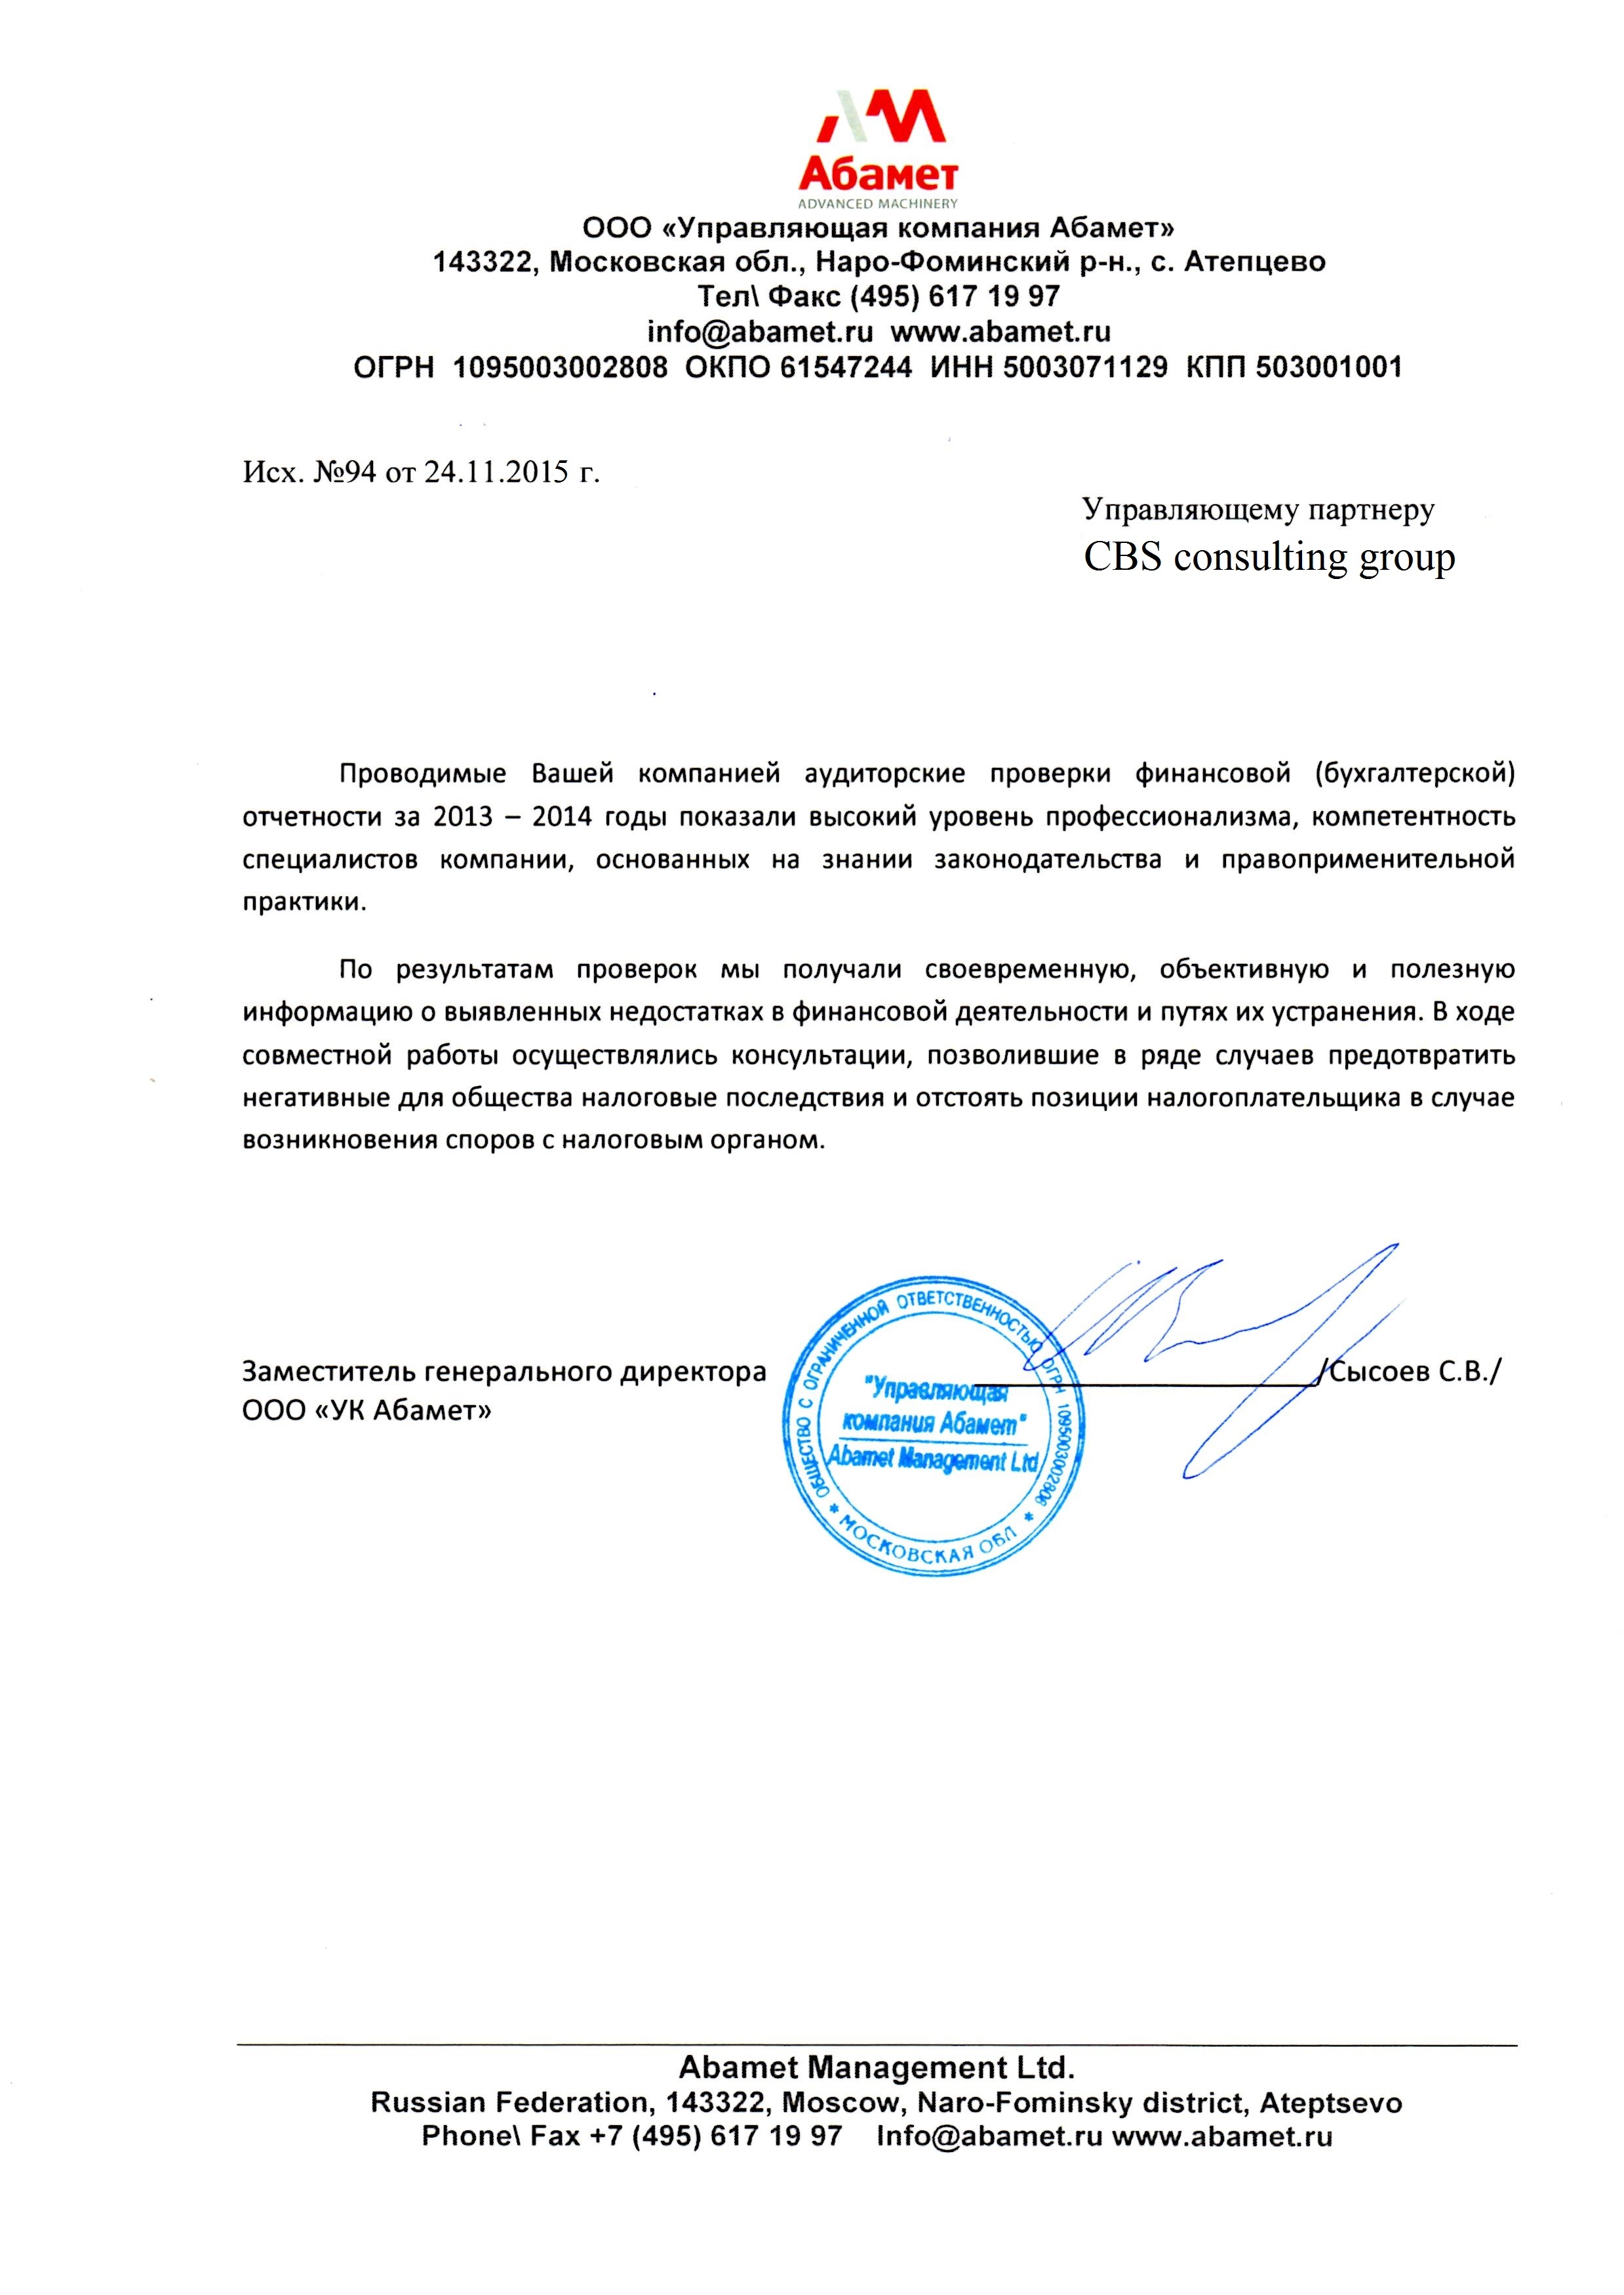 Абамет
ADVANCED MACHINERY
ООО «Управляющая компания Абамет»
143322, Московская обл., Наро-Фоминский р-н., с. Атепцево
Тел\ Факс (495) 617 19 97
info@abamet.ru www.abamet.ru
ОГРН 1095003002808 ОКПО 61547244 ИНН 5003071129 КПП 503001001
Исх. №94 от 24.11.2015 г.
Управляющему партнеру
CBS consulting group
Проводимые Вашей компанией аудиторские проверки финансовой (бухгалтерской)
отчетности за 2013 – 2014 годы показали высокий уровень профессионализма, компетентность
специалистов компании, основанных на знании законодательства и правоприменительной
практики.
По результатам проверок мы получали своевременную, объективную и полезную
информацию о выявленных недостатках в финансовой деятельности и путях их устранения. В ходе
совместной работы осуществлялись консультации, позволившие в ряде случаев предотвратить
негативные для общества налоговые последствия и отстоять позиции налогоплательщика в случае
возникновения споров с налоговым органом.
Заместитель генерального директора /Сысоев С.В./
ООО «УК Абамет»
ОБЩЕСТВО С ОГРАНИЧЕННОЙ ОТВЕТСТВЕННОСТЬЮ ОГРН 1095003002808
"Управляющая
компания Абамет"
Abamet Management Ltd
* МОСКОВСКАЯ ОБЛ *
Abamet Management Ltd.
Russian Federation, 143322, Moscow, Naro-Fominsky district, Ateptsevo
Phone\ Fax +7 (495) 617 19 97 Info@abamet.ru www.abamet.ru